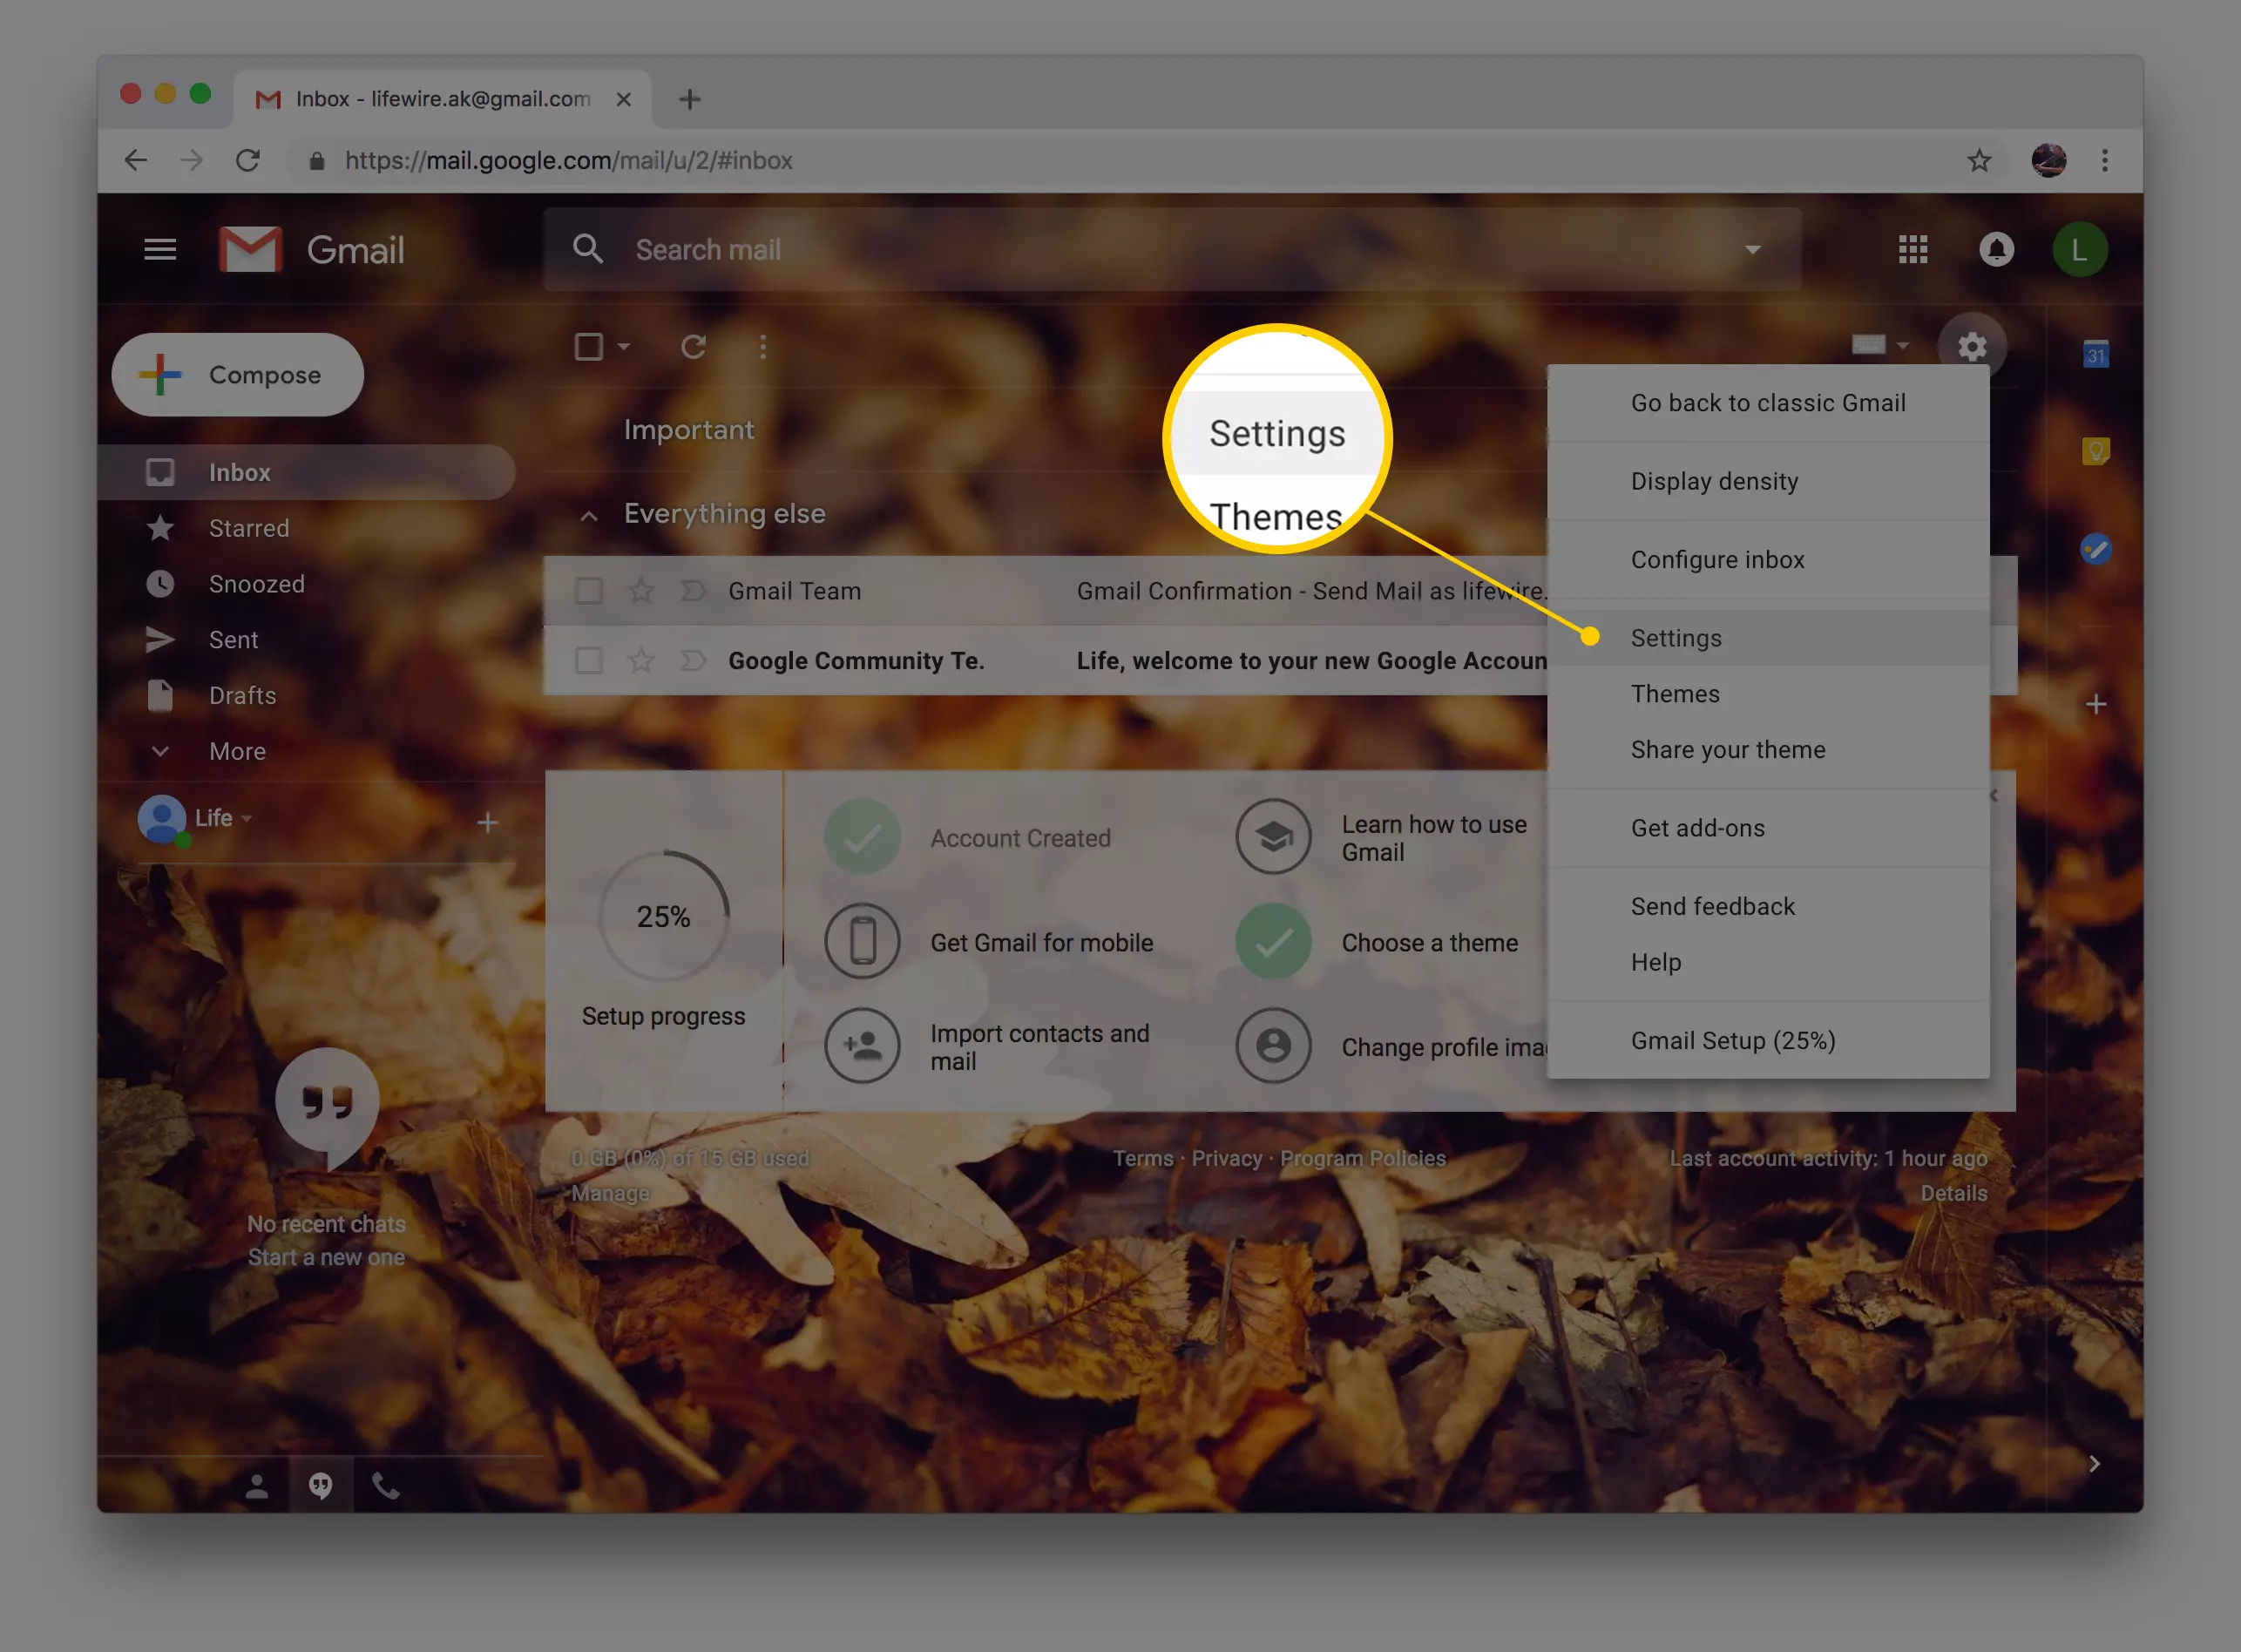 Inbox - lifewire.ak@gmail.com
https://mail.google.com/mail/u/2/#inbox
Gmail
Search mail
L
Compose
Inbox
Starred
Snoozed
Sent
Drafts
More
Life
No recent chats
Start a new one
Important
Everything else
Gmail Team Gmail Confirmation - Send Mail as lifewire.
Google Community Te. Life, welcome to your new Google Accoun
25%
Setup progress
Account Created
Get Gmail for mobile
Import contacts and
mail
Learn how to use
Gmail
Choose a theme
Change profile ima
Settings
Themes
Go back to classic Gmail
Display density
Configure inbox
Settings
Themes
Share your theme
Get add-ons
Send feedback
Help
Gmail Setup (25%)
31
0 GB (0%) of 15 GB used
Manage
Terms · Privacy · Program Policies
Last account activity: 1 hour ago
Details